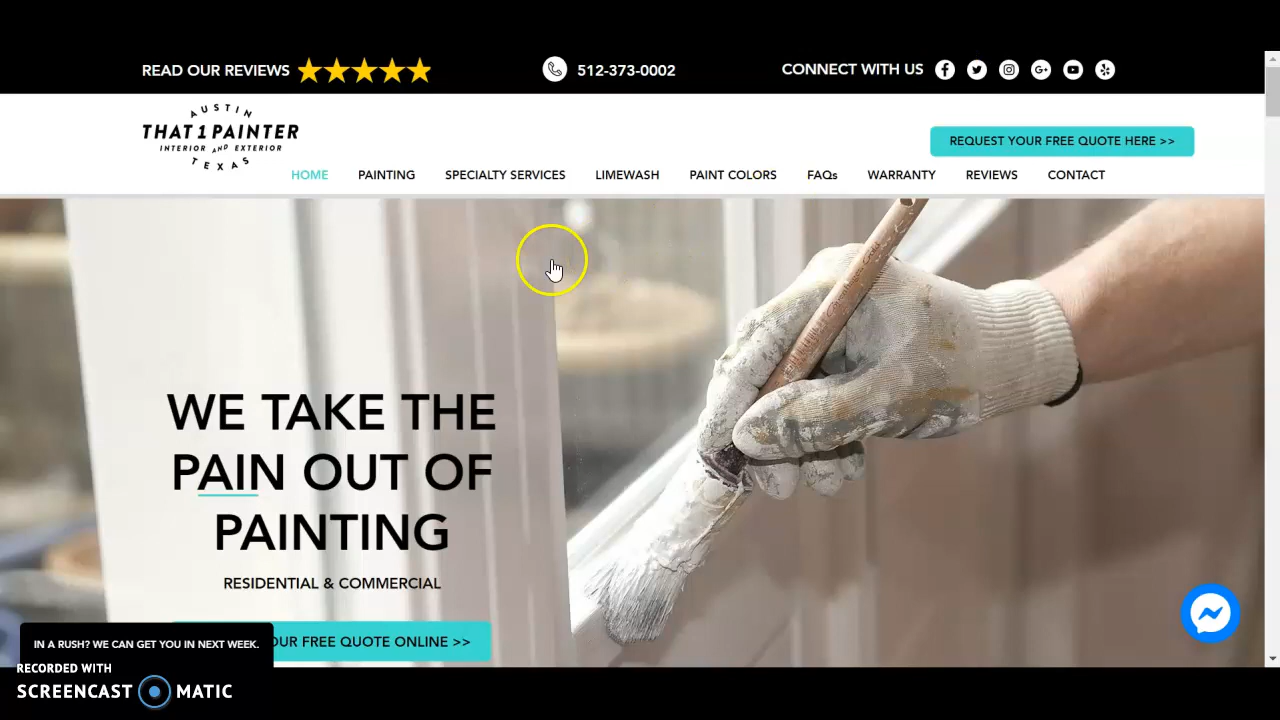 READ OUR REVIEWS
512-373-0002
CONNECT WITH US
AUSTIN
THAT 1 PAINTER
INTERIOR AND EXTERIOR
TEXAS
REQUEST YOUR FREE QUOTE HERE >>
HOME PAINTING SPECIALTY SERVICES LIMEWASH PAINT COLORS FAQs WARRANTY REVIEWS CONTACT
WE TAKE THE
PAIN OUT OF
PAINTING
RESIDENTIAL & COMMERCIAL
OUR FREE QUOTE ONLINE >>
IN A RUSH? WE CAN GET YOU IN NEXT WEEK.
RECORDED WITH
SCREENCAST MATIC